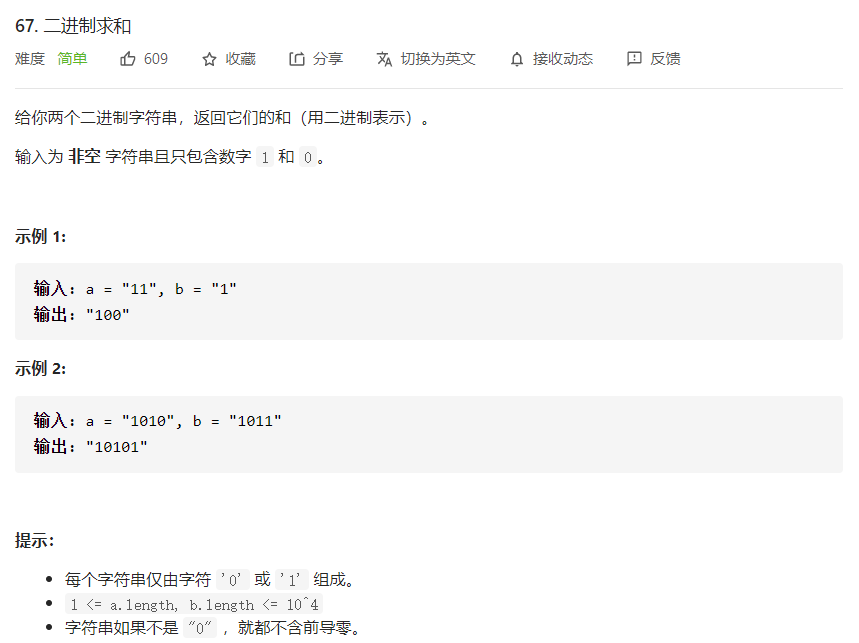 67. 二进制求和
难度 简单 609 收藏 分享 切换为英文 接收动态 反馈
给你两个二进制字符串，返回它们的和（用二进制表示）。
输入为 非空 字符串且只包含数字 1 和 0。
示例 1:
输入: a = "11", b = "1"
输出: "100"
示例 2:
输入: a = "1010", b = "1011"
输出: "10101"
提示：
• 每个字符串仅由字符 '0' 或 '1' 组成。
• 1 <= a.length, b.length <= 10^4
• 字符串如果不是 "0" ，就都不含前导零。